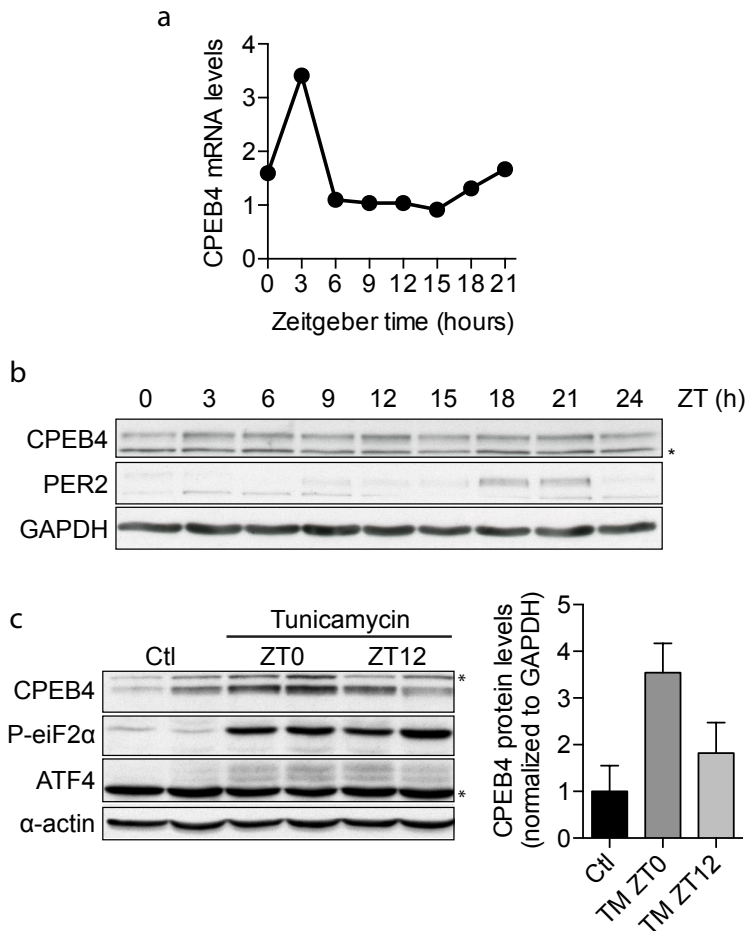 a
CPEB4 mRNA levels
4
3
2
1
0
0 3 6 9 12 15 18 21
Zeitgeber time (hours)
b
0 3 6 9 12 15 18 21 24 ZT (h)
CPEB4
*
PER2
GAPDH
c
Tunicamycin
Ctl ZT0 ZT12
CPEB4
*
P-eiF2α
ATF4
*
α-actin
CPEB4 protein levels
(normalized to GAPDH)
5
4
3
2
1
0
Ctl
TM ZT0
TM ZT12